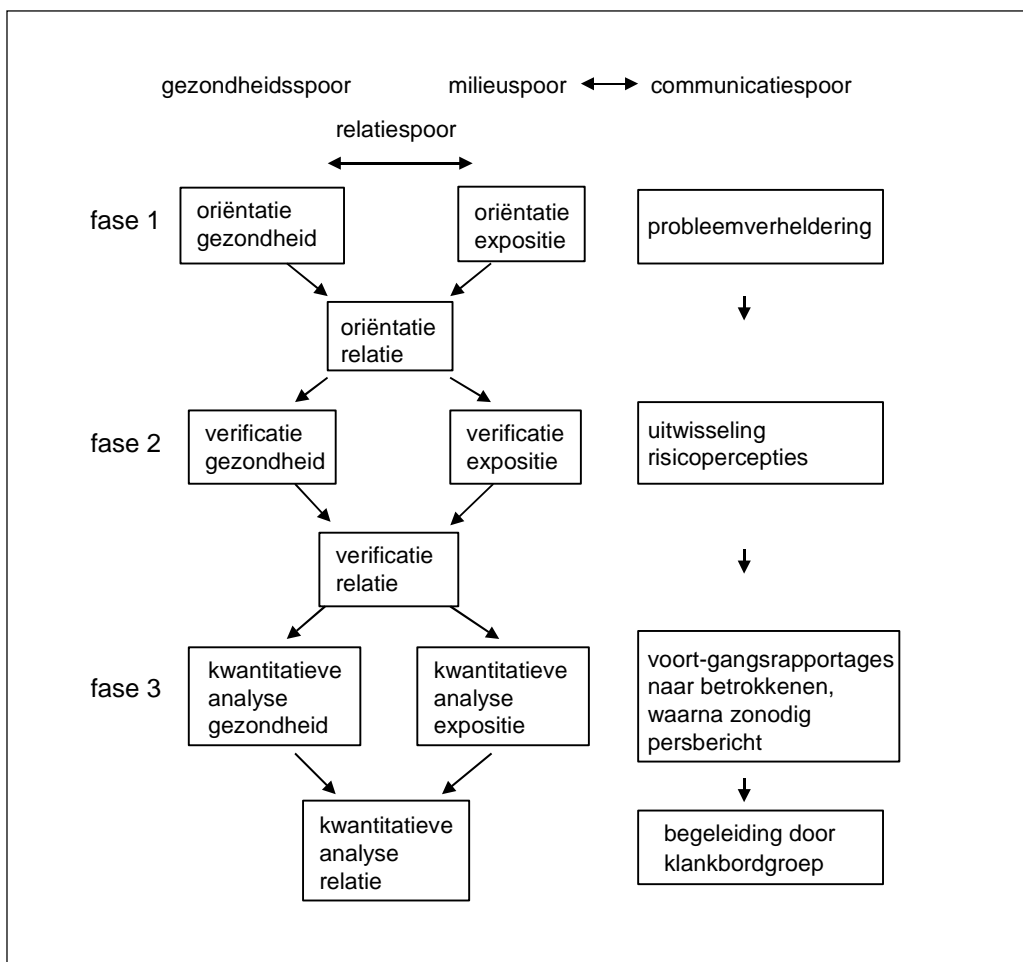 gezondheidsspoor milieuspoor communicatiespoor
relatiespoor
fase 1
oriëntatie
gezondheid
oriëntatie
expositie
probleemverheldering
oriëntatie
relatie
fase 2
verificatie
gezondheid
verificatie
expositie
uitwisseling
risicopercepties
verificatie
relatie
fase 3
kwantitatieve
analyse
gezondheid
kwantitatieve
analyse
expositie
voort-gangsrapportages
naar betrokkenen,
waarna zonodig
persbericht
kwantitatieve
analyse
relatie
begeleiding door
klankbordgroep